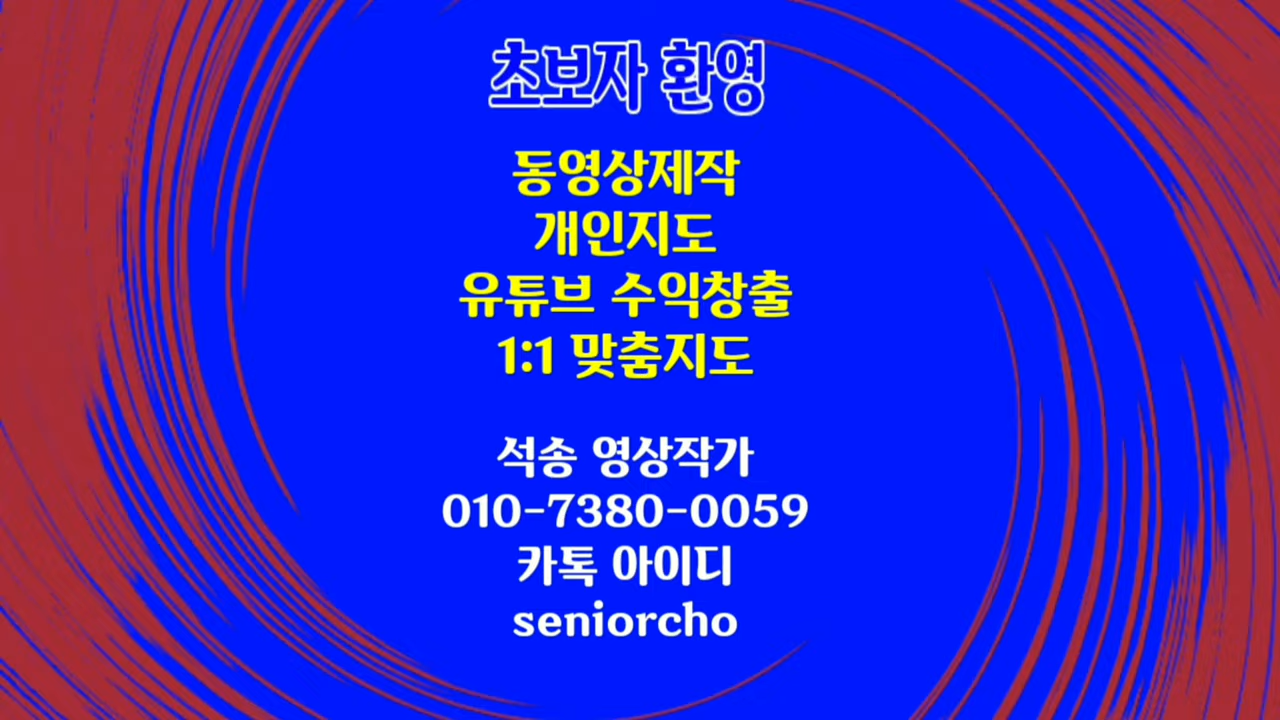 초보자 환영
동영상제작
개인지도
유튜브 수익창출
1:1 맞춤지도
석송 영상작가
010-7380-0059
카톡 아이디
seniorcho